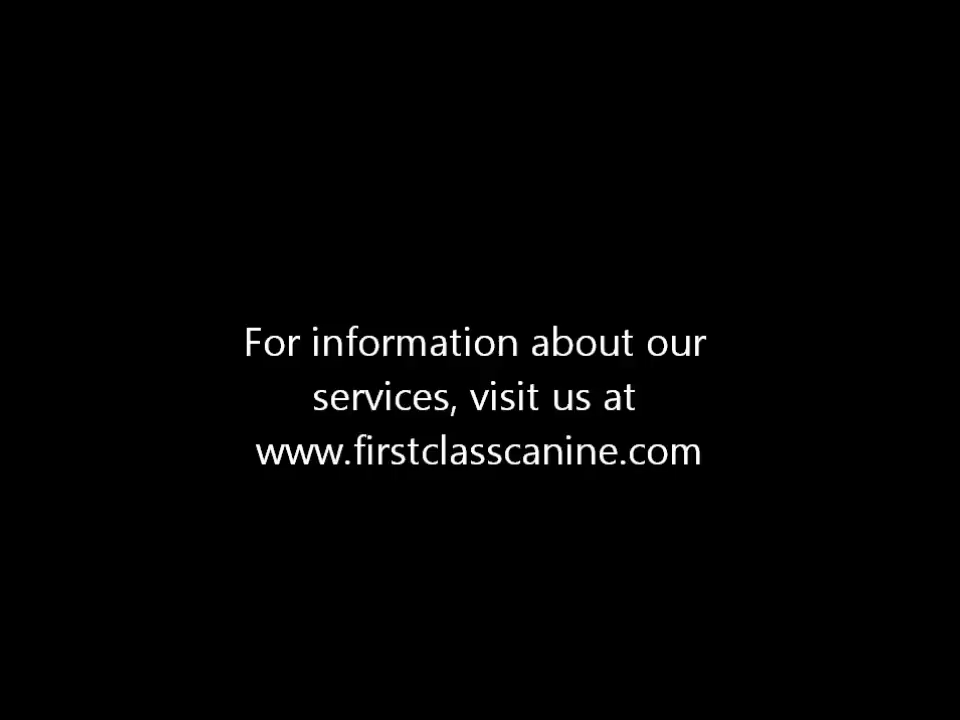 For information about our
services, visit us at
www.firstclasscanine.com